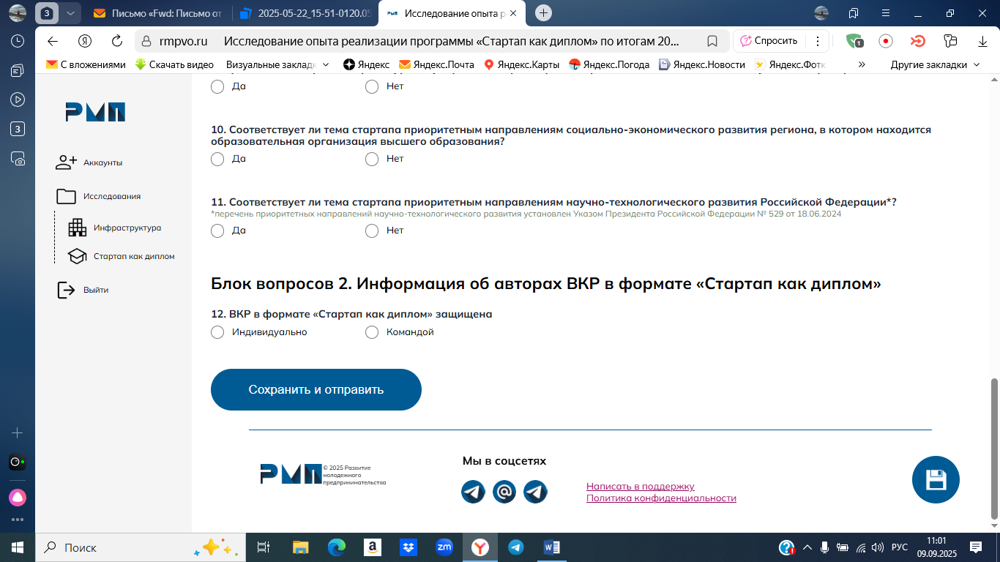 3
Письмо «Fwd: Письмо от
2025-05-22_15-51-0120.05
Исследование опыта р
rmpvo.ru
Исследование опыта реализации программы «Стартап как диплом» по итогам 20...
Спросить
1
С вложениями
Скачать видео
Визуальные заклад
Яндекс
Яндекс.Почта
Яндекс.Карты
Яндекс.Погода
Яндекс.Новости
Яндекс.Фотк
»
Другие закладки
3
РМП
Аккаунты
Исследования
Инфраструктура
Стартап как диплом
Выйти
Да
Нет
10. Соответствует ли тема стартапа приоритетным направлениям социально-экономического развития региона, в котором находится
образовательная организация высшего образования?
Да
Нет
11. Соответствует ли тема стартапа приоритетным направлениям научно-технологического развития Российской Федерации*?
*перечень приоритетных направлений научно-технологического развития установлен Указом Президента Российской Федерации № 529 от 18.06.2024
Да
Нет
Блок вопросов 2. Информация об авторах ВКР в формате «Стартап как диплом»
12. ВКР в формате «Стартап как диплом» защищена
Индивидуально
Командой
Сохранить и отправить
РМП
© 2025 Развитие
молодежного
предпринимательства
Мы в соцсетях
Написать в поддержку
Политика конфиденциальности
Поиск
РУС
11:01
09.09.2025